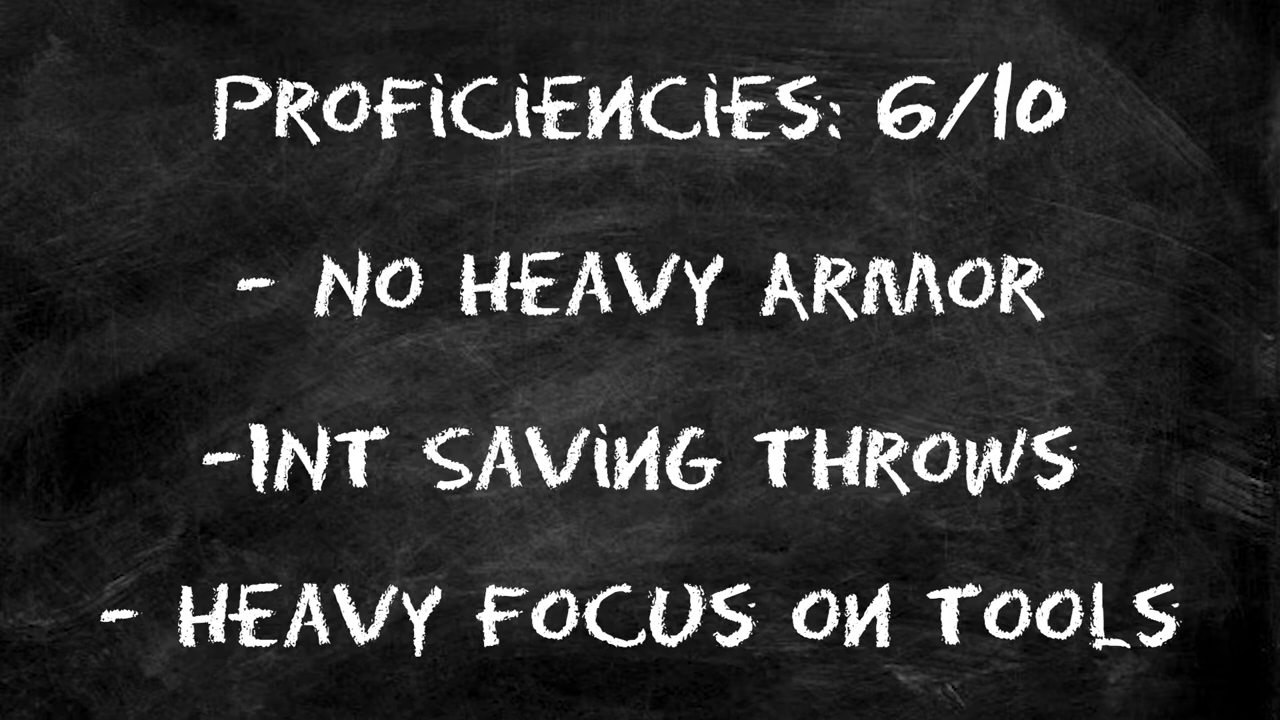 PROFICIENCIES: 6/10
- NO HEAVY ARMOR
-INT SAVING THROWS
- HEAVY FOCUS ON TOOLS